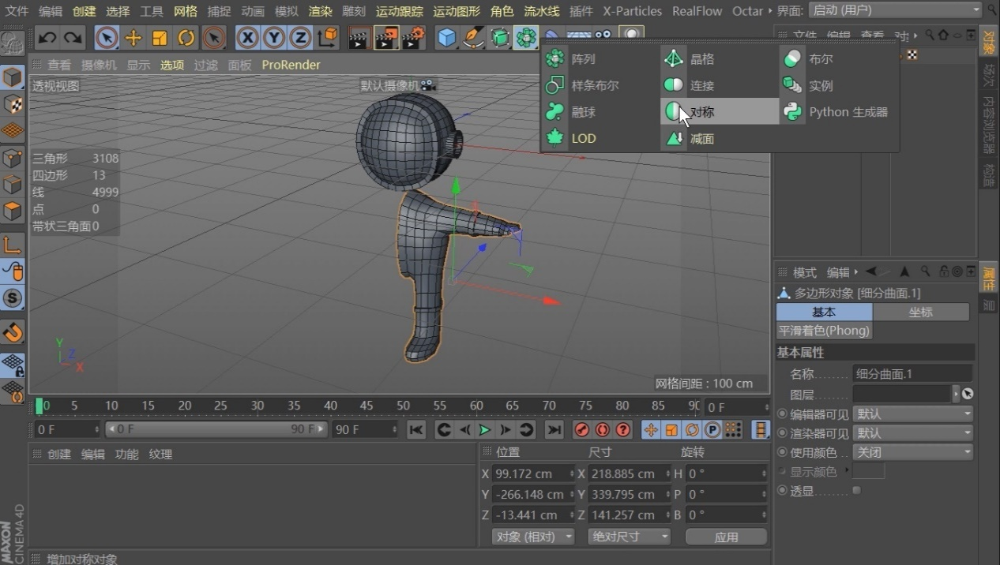 文件 编辑 创建 选择 工具 网格 捕捉 动画 模拟 渲染 雕刻 运动跟踪 运动图形 角色 流水线 插件 X-Particles RealFlow Octar 界面: 启动 (用户)
文件 编辑 查看 对
查看 摄像机 显示 选项 过滤 面板 ProRender
阵列 晶格 布尔
样条布尔 连接 实例
融球 对称 Python 生成器
LOD 减面
透视视图 默认摄像机
三角形 3108
四边形 13
线 4999
点 0
带状三角面 0
对象
场次
内容浏览器
构造
Y
Z
X
网格间距 : 100 cm
模式 编辑
属性
层
多边形对象 [细分曲面.1]
基本 坐标
平滑着色(Phong)
基本属性
名称 细分曲面.1
图层
编辑器可见 默认
渲染器可见 默认
使用颜色 关闭
显示颜色
透显
0 5 10 15 20 25 30 35 40 45 50 55 60 65 70 75 80 85 90 0 F
0 F 0 F 90 F 90 F
创建 编辑 功能 纹理
位置 尺寸 旋转
X 99.172 cm X 218.885 cm H 0 °
Y -266.148 cm Y 339.795 cm P 0 °
Z -13.441 cm Z 141.257 cm B 0 °
对象 (相对) 绝对尺寸 应用
MAXON
CINEMA 4D
增加对称对象